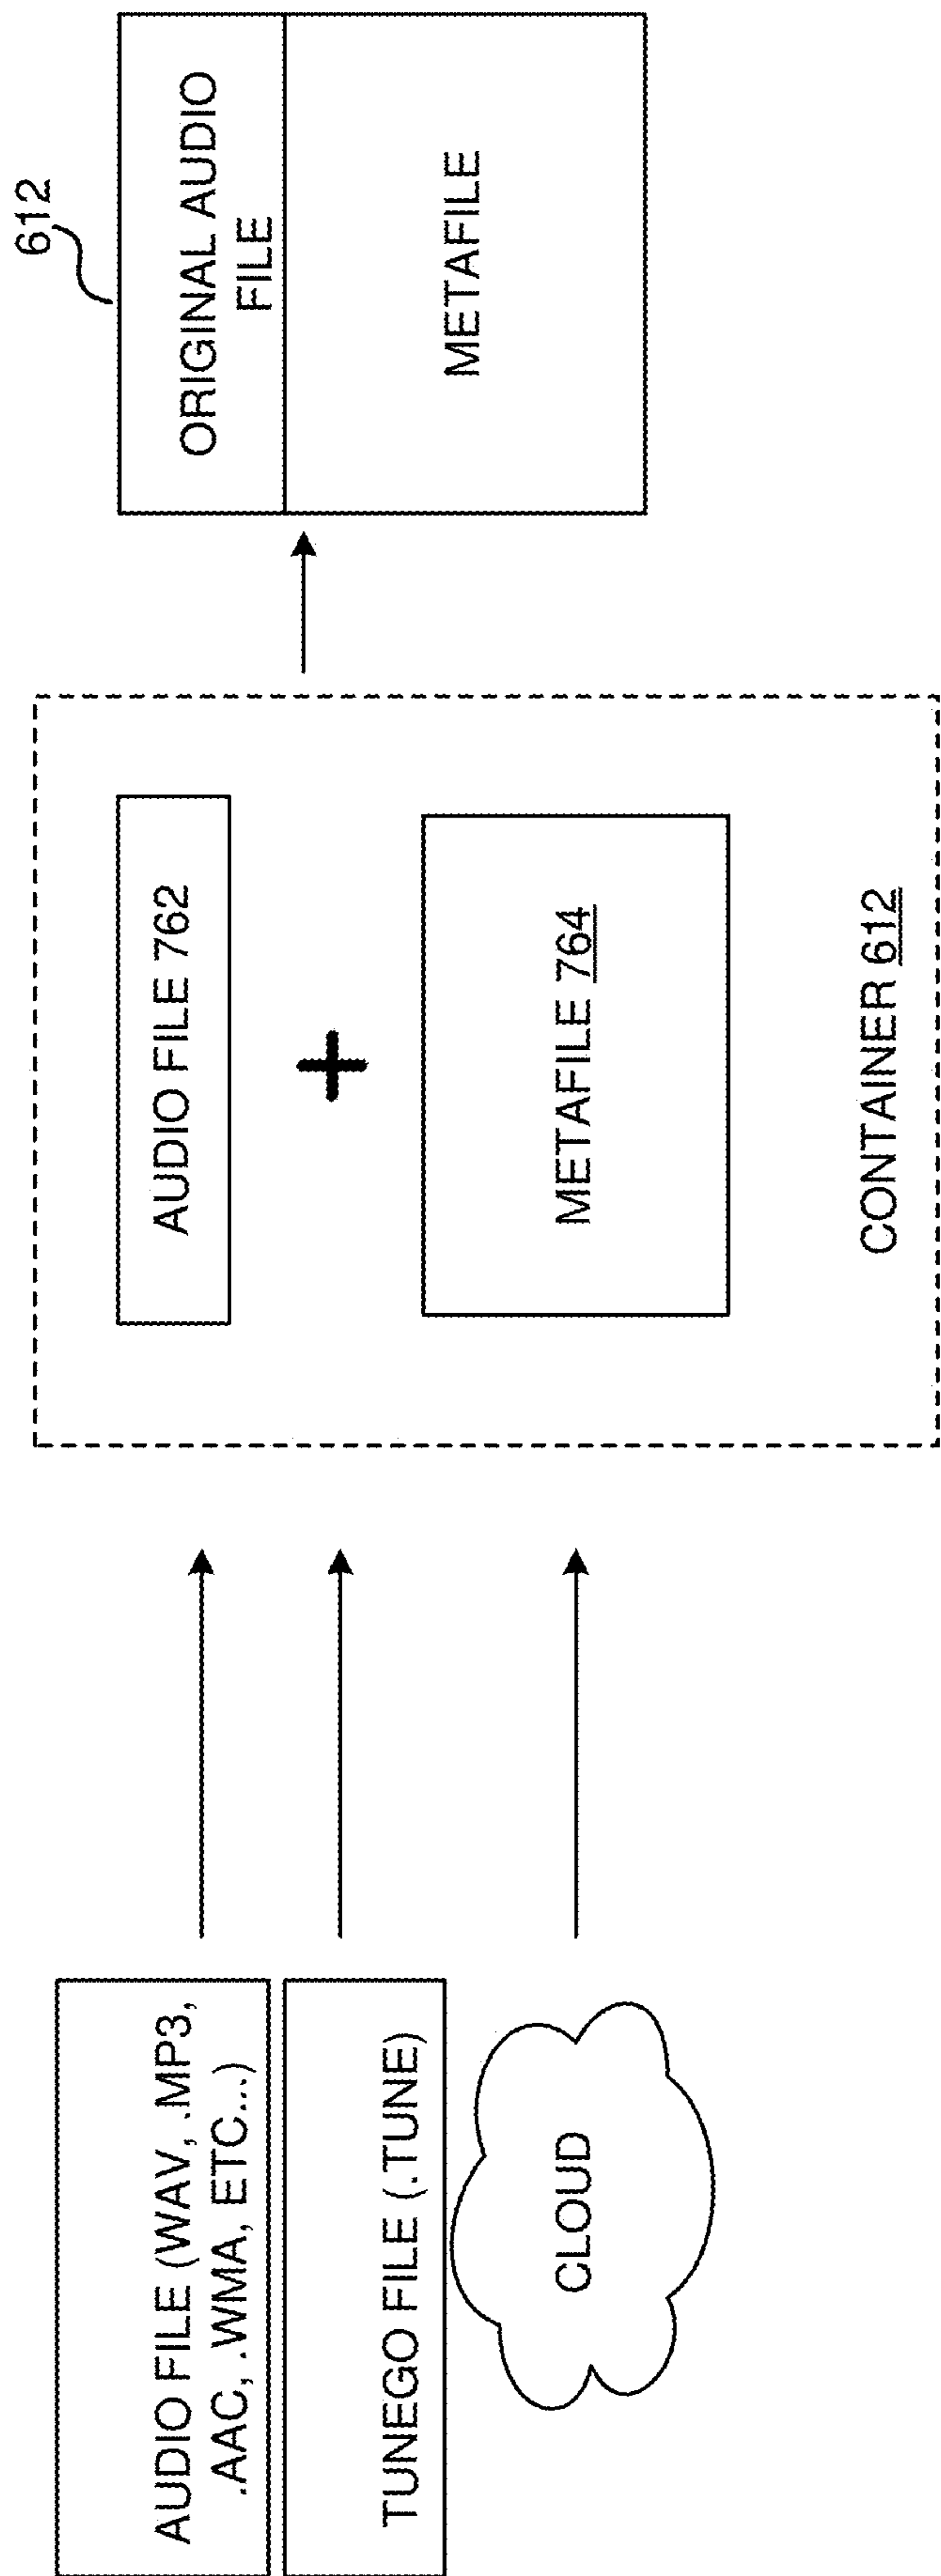 AUDIO FILE (WAV, .MP3,
.AAC, .WMA, ETC...)
TUNEGO FILE (.TUNE)
CLOUD
AUDIO FILE 762
+
METAFILE 764
CONTAINER 612
612
ORIGINAL AUDIO
FILE
METAFILE